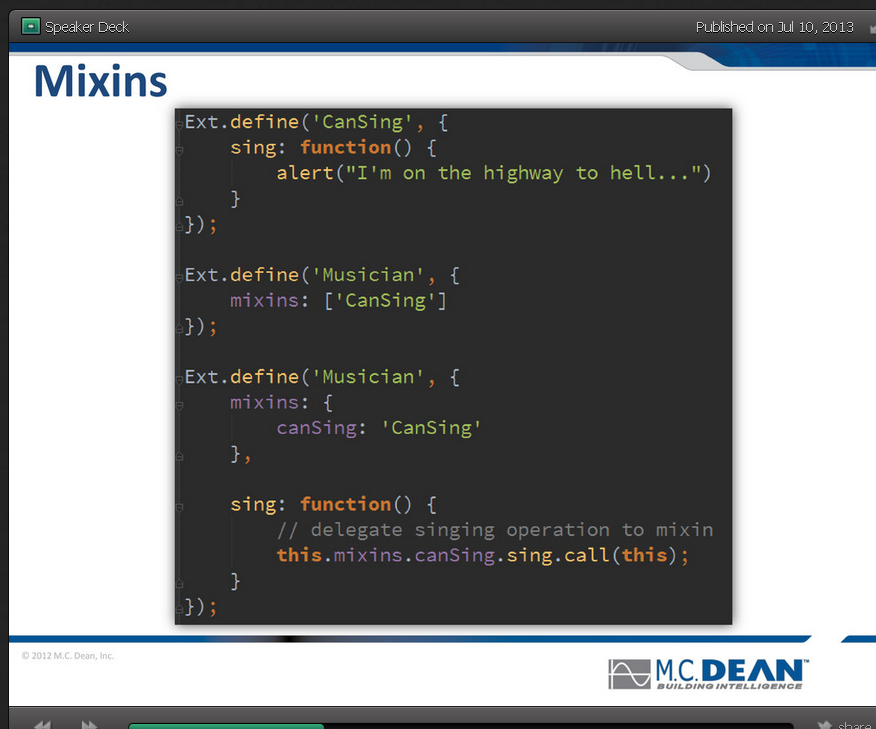 Speaker Deck
Published on Jul 10, 2013
Mixins
Ext.define('CanSing', {
    sing: function() {
        alert("I'm on the highway to hell...")
    }
});

Ext.define('Musician', {
    mixins: ['CanSing']
});

Ext.define('Musician', {
    mixins: {
        canSing: 'CanSing'
    },

    sing: function() {
        // delegate singing operation to mixin
        this.mixins.canSing.sing.call(this);
    }
});
© 2012 M.C. Dean, Inc.
M.C. DEAN™
BUILDING INTELLIGENCE
share